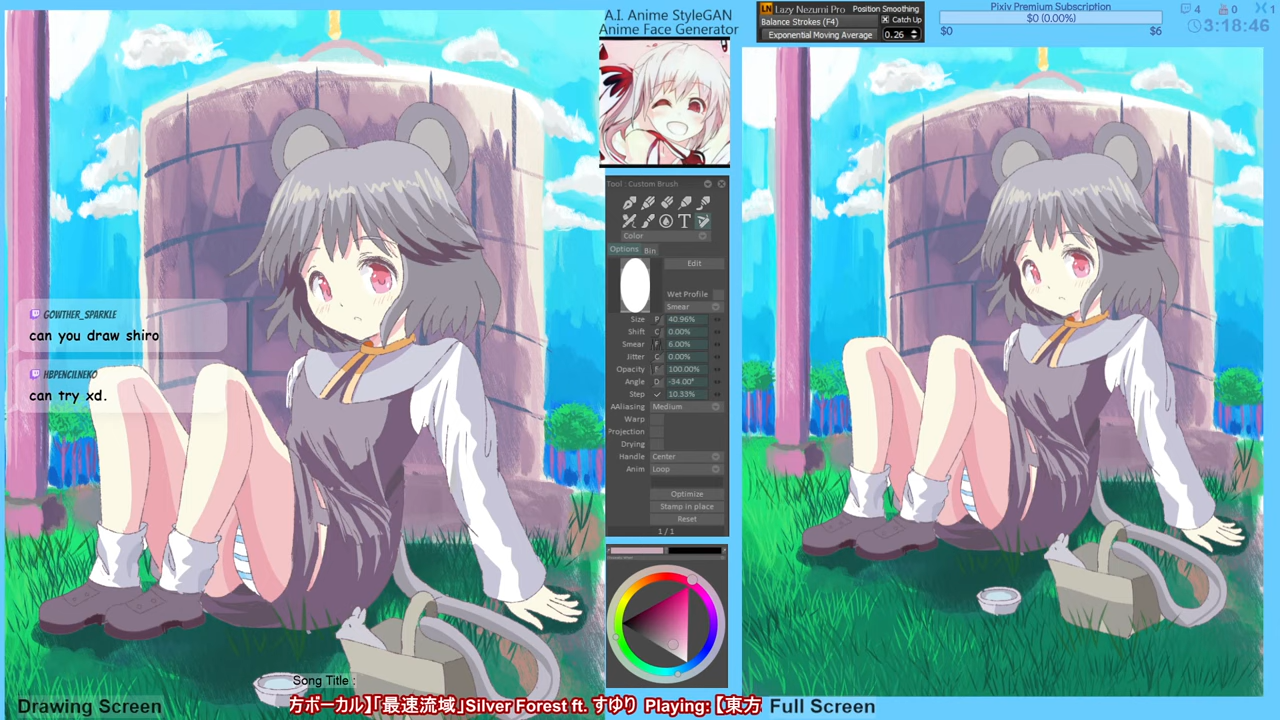 A.I. Anime StyleGAN
Anime Face Generator
LN Lazy Nezumi Pro
Position Smoothing
Balance Strokes (F4)
Catch Up
Exponential Moving Average
0.26
Pixiv Premium Subscription
$0 (0.00%)
$0
$6
4
0
1
3:18:46
GOWTHER_SPARKLE
can you draw shiro
HBPENCILNEKO
can try xd.
Tool : Custom Brush
T
Color
Options
Bin
Edit
Wet Profile
Smear
Size P 40.96%
Shift C 0.00%
Smear F 6.00%
Jitter C 0.00%
Opacity F 100.00%
Angle D -34.00°
Step 10.33%
AAliasing Medium
Warp
Projection
Drying
Handle Center
Anim Loop
Optimize
Stamp in place
Reset
1 / 1
Song Title :
方ボーカル】「最速流域」Silver Forest ft. すゆり Playing: 【東方
Drawing Screen
Full Screen